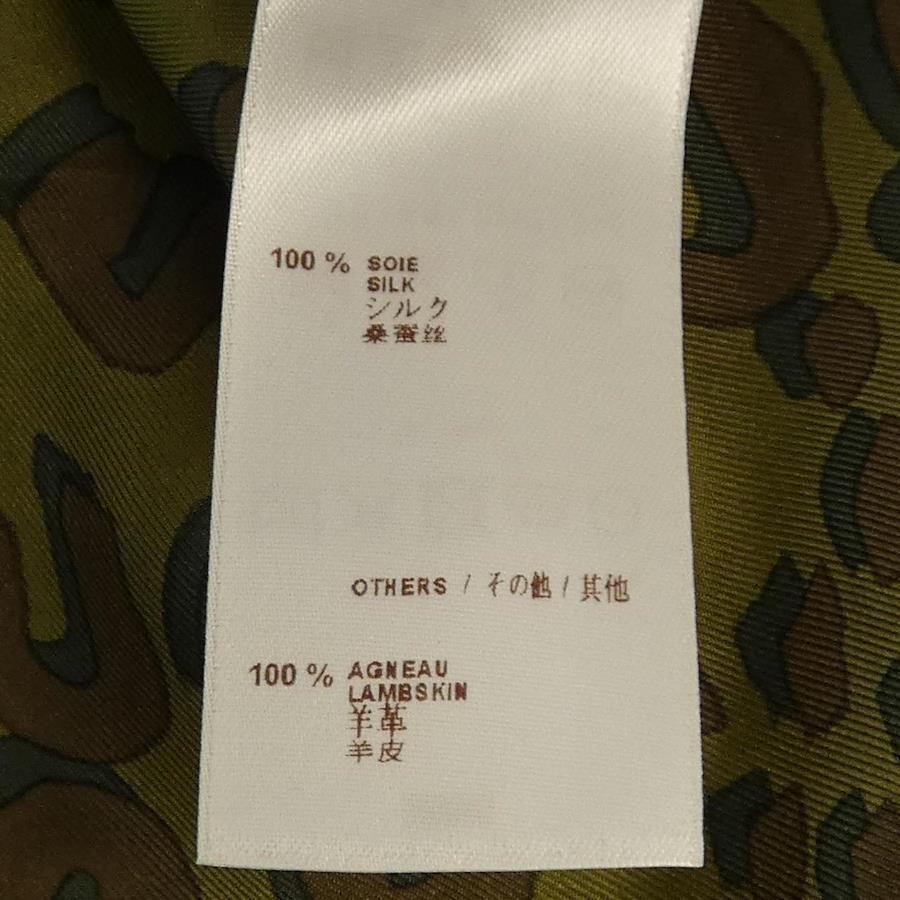 100 % SOIE
SILK
シルク
桑蚕丝
OTHERS / その他 / 其他
100 % AGNEAU
LAMBSKIN
羊革
羊皮